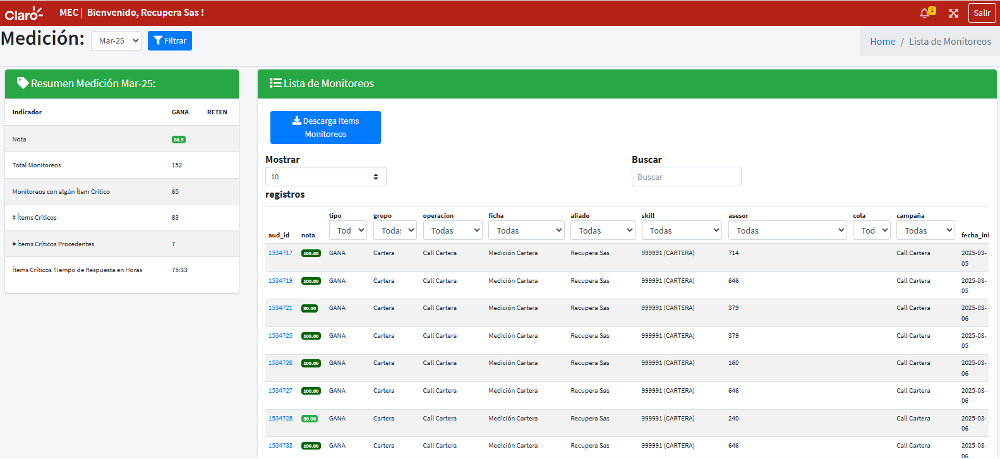 Claro MEC | Bienvenido, Recupera Sas ! 1 Salir
Medición: Mar-25 Filtrar Home / Lista de Monitoreos
Resumen Medición Mar-25:
Indicador GANA RETEN
Nota 84.5
Total Monitoreos 152
Monitoreos con algún Ítem Crítico 65
# Ítems Críticos 83
# Ítems Críticos Procedentes 7
Ítems Críticos Tiempo de Respuesta en Horas 75:33
Lista de Monitoreos
Descarga Items
Monitoreos
Mostrar Buscar
10 Buscar
registros
tipo grupo operacion ficha aliado skill asesor cola campaña
Tod Todas Todas Todas Todas Todas Todas Tod Todas
aud_id nota fecha_ini
1534717 100.00 GANA Cartera Call Cartera Medición Cartera Recupera Sas 999991 (CARTERA) 714 Call Cartera 2025-03-
05
1534719 100.00 GANA Cartera Call Cartera Medición Cartera Recupera Sas 999991 (CARTERA) 646 Call Cartera 2025-03-
05
1534721 90.00 GANA Cartera Call Cartera Medición Cartera Recupera Sas 999991 (CARTERA) 379 Call Cartera 2025-03-
06
1534725 100.00 GANA Cartera Call Cartera Medición Cartera Recupera Sas 999991 (CARTERA) 379 Call Cartera 2025-03-
05
1534726 100.00 GANA Cartera Call Cartera Medición Cartera Recupera Sas 999991 (CARTERA) 160 Call Cartera 2025-03-
06
1534727 100.00 GANA Cartera Call Cartera Medición Cartera Recupera Sas 999991 (CARTERA) 646 Call Cartera 2025-03-
06
1534728 80.00 GANA Cartera Call Cartera Medición Cartera Recupera Sas 999991 (CARTERA) 240 Call Cartera 2025-03-
06
1534733 100.00 GANA Cartera Call Cartera Medición Cartera Recupera Sas 999991 (CARTERA) 646 Call Cartera 2025-03-
06